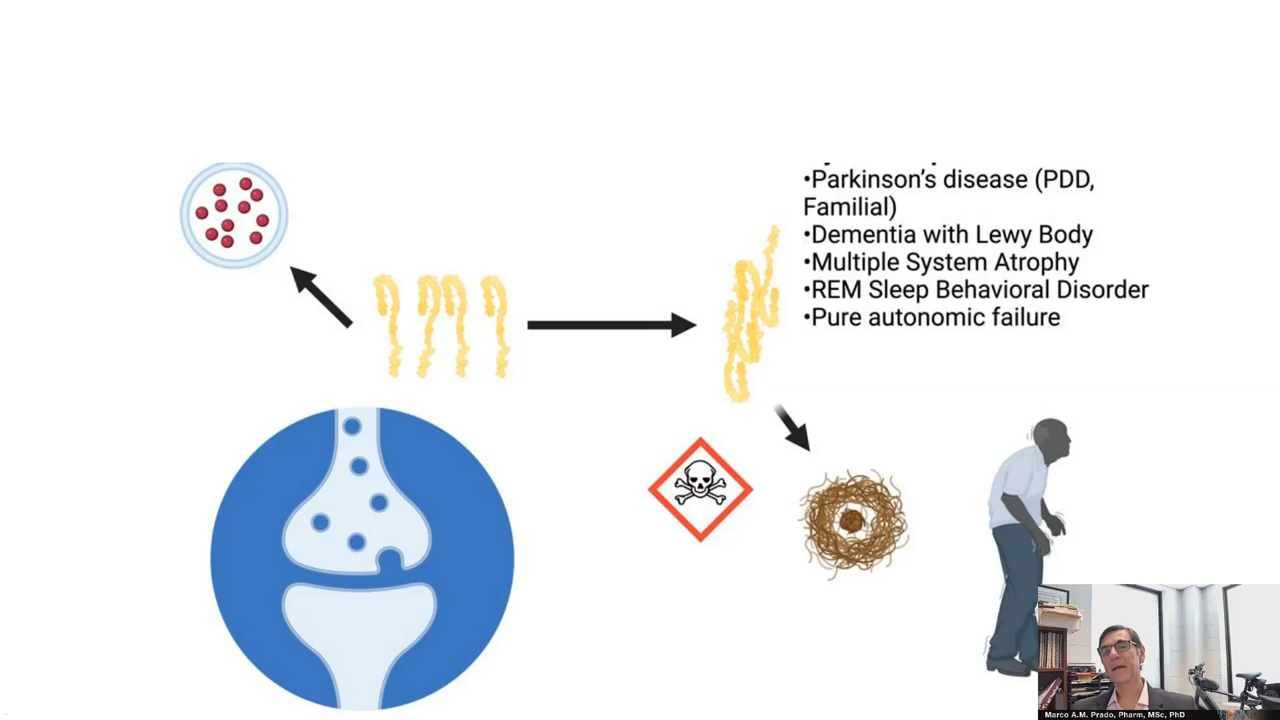 •Parkinson's disease (PDD,
Familial)
•Dementia with Lewy Body
•Multiple System Atrophy
•REM Sleep Behavioral Disorder
•Pure autonomic failure
Marco A.M. Prado, Pharm, MSc, PhD